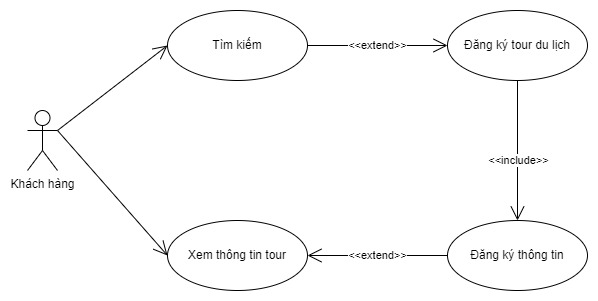 Tìm kiếm
<<extend>>
Đăng ký tour du lịch
<<include>>
Khách hàng
Xem thông tin tour
<<extend>>
Đăng ký thông tin